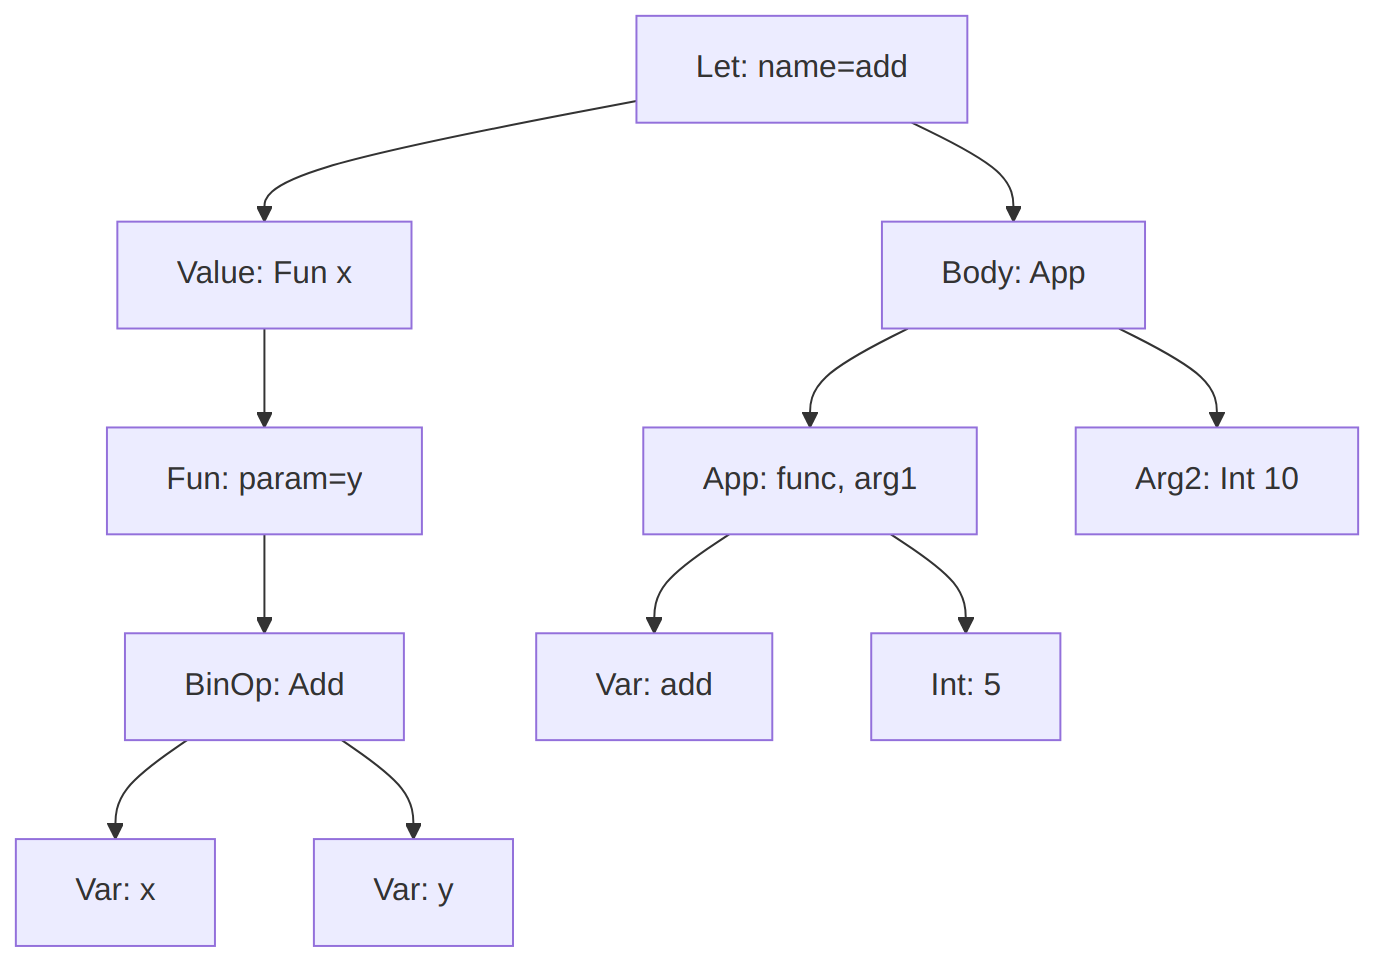 Let: name=add
Value: Fun x
Body: App
Fun: param=y
App: func, arg1
Arg2: Int 10
BinOp: Add
Var: add
Int: 5
Var: x
Var: y